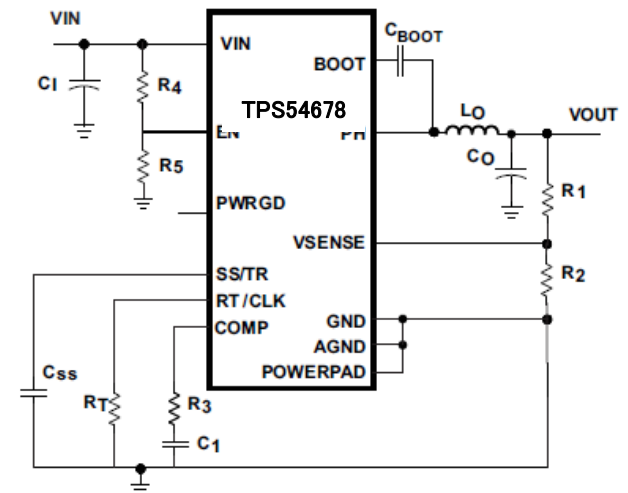 VIN
C_BOOT
VIN
BOOT
CI
R4
TPS54678
LO
VOUT
EN
PH
CO
R5
R1
PWRGD
VSENSE
SS/TR
R2
RT/CLK
GND
COMP
AGND
POWERPAD
Css
RT
R3
C1